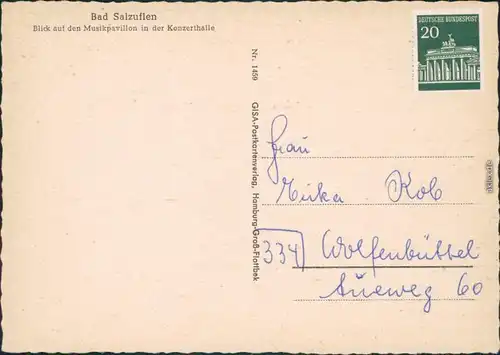 Bad Salzuflen
Blick auf den Musikpavillon in der Konzerthalle
Nr. 1459
GISA-Postkartenverlag, Hamburg-Groß-Flottbek
DEUTSCHE BUNDESPOST
20
Frau
Erika Kob
334 Wolfenbüttel
Aueweg 60